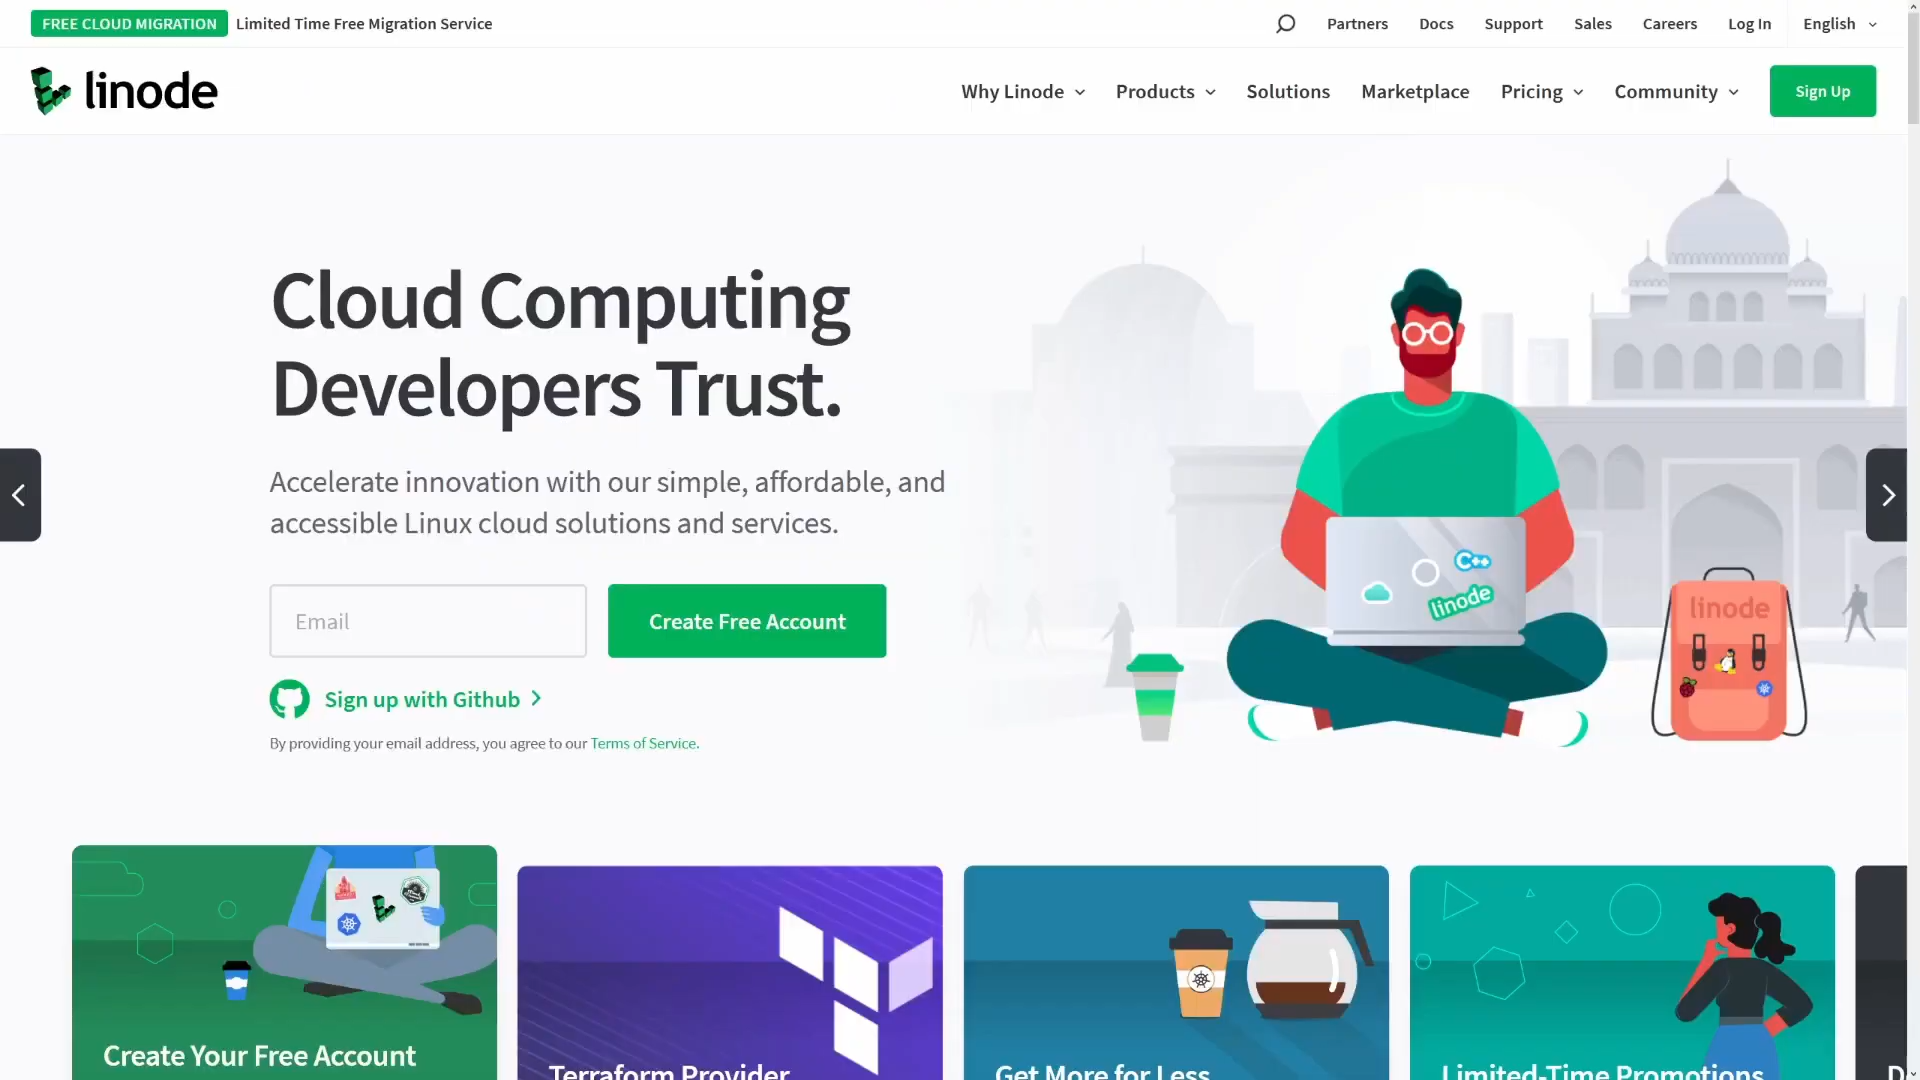 FREE CLOUD MIGRATION Limited Time Free Migration Service
Partners Docs Support Sales Careers Log In English
linode
Why Linode Products Solutions Marketplace Pricing Community Sign Up
Cloud Computing
Developers Trust.
Accelerate innovation with our simple, affordable, and
accessible Linux cloud solutions and services.
Email
Create Free Account
Sign up with Github
By providing your email address, you agree to our Terms of Service.
C++
linode
linode
Create Your Free Account
Terraform Provider
Get More for Less
Limited-Time Promotions